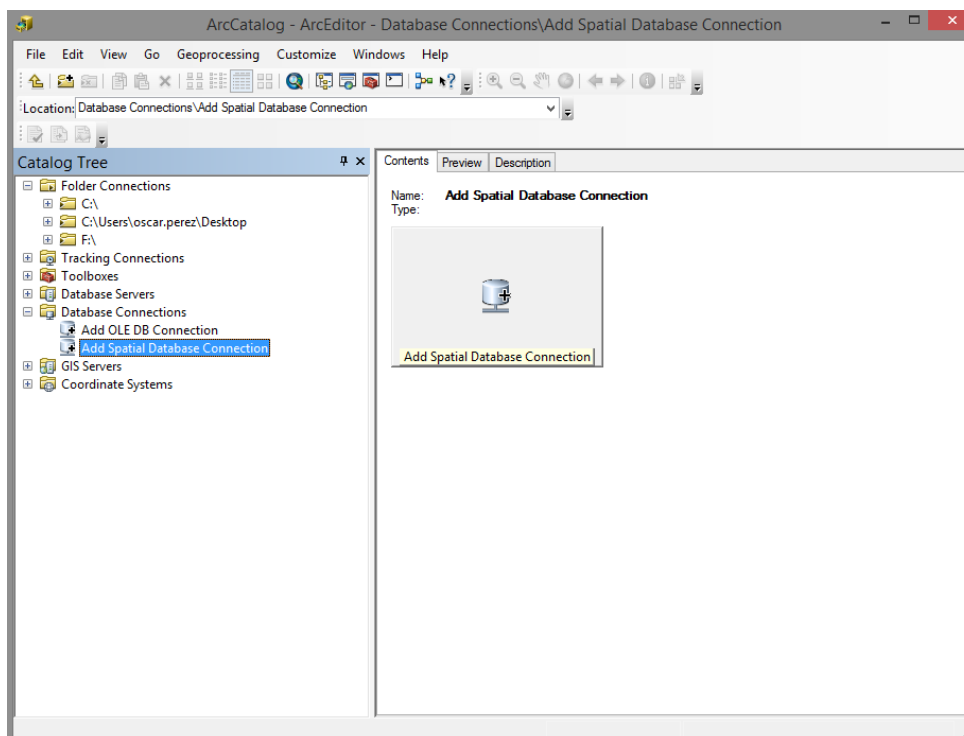 ArcCatalog - ArcEditor - Database Connections\Add Spatial Database Connection
File Edit View Go Geoprocessing Customize Windows Help
Location: Database Connections\Add Spatial Database Connection
Catalog Tree
Folder Connections
C:\
C:\Users\oscar.perez\Desktop
F:\
Tracking Connections
Toolboxes
Database Servers
Database Connections
Add OLE DB Connection
Add Spatial Database Connection
GIS Servers
Coordinate Systems
Contents Preview Description
Name: Add Spatial Database Connection
Type:
Add Spatial Database Connection